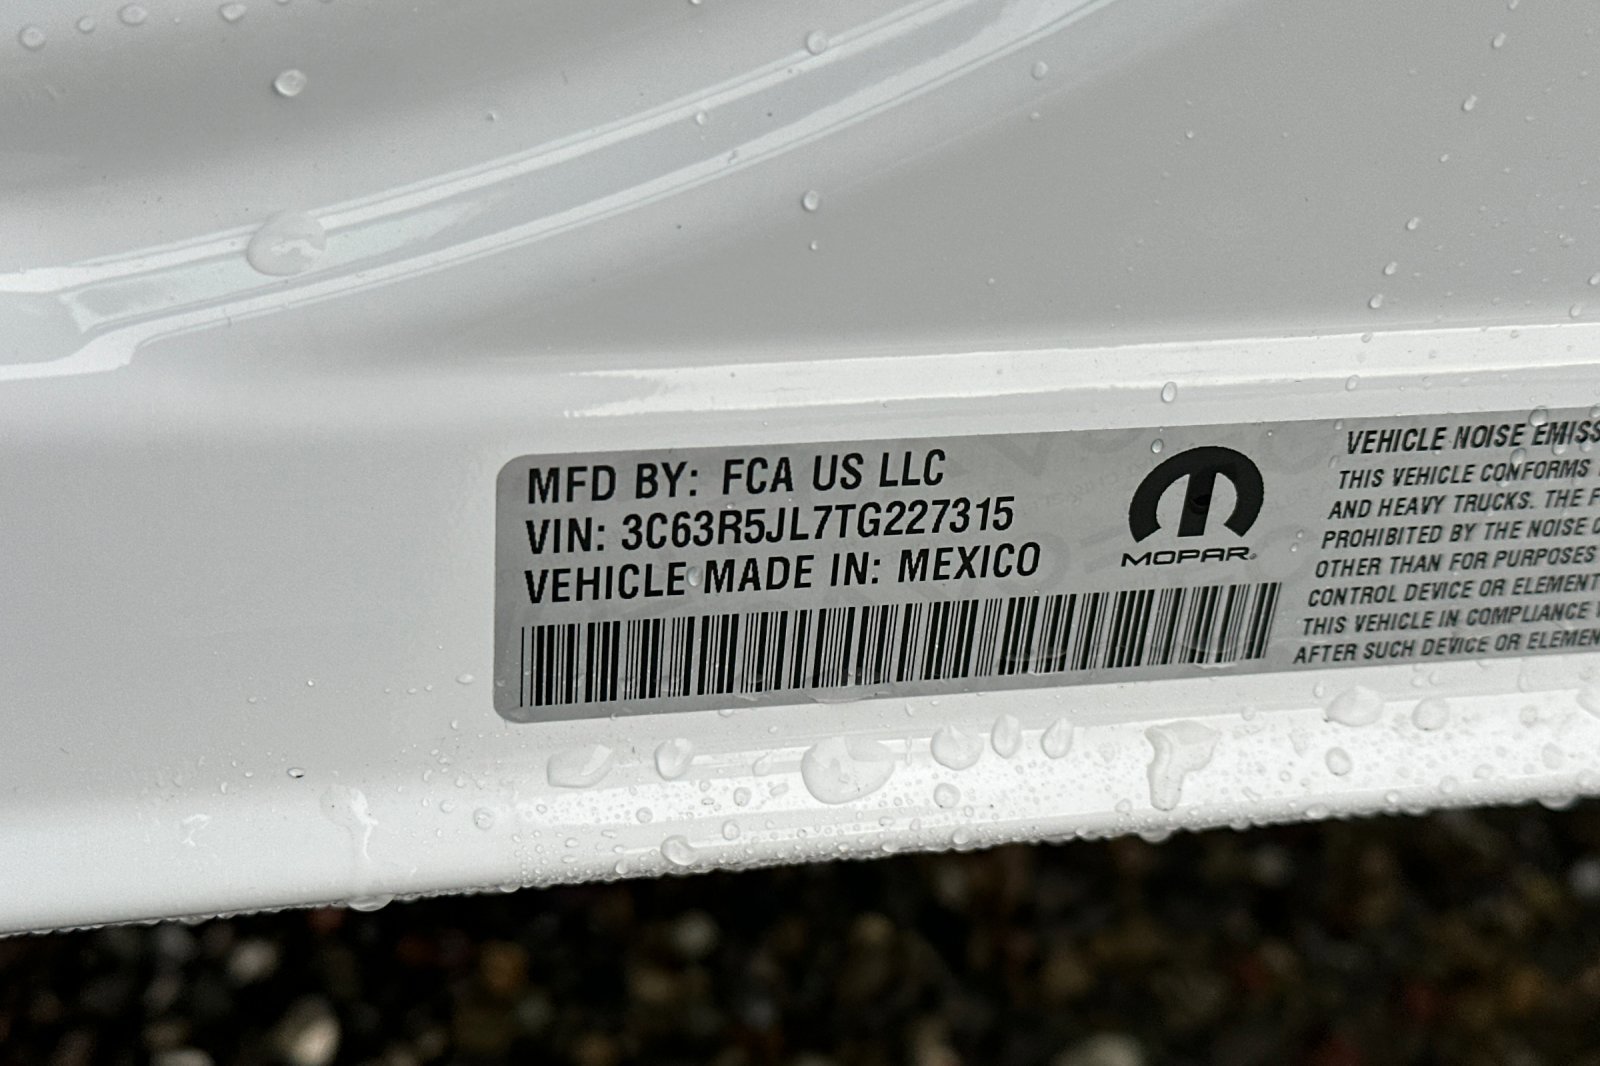 MFD BY: FCA US LLC
VIN: 3C63R5JL7TG227315
VEHICLE MADE IN: MEXICO
MOPAR
VEHICLE NOISE EMISS
THIS VEHICLE CONFORMS
AND HEAVY TRUCKS. THE F
PROHIBITED BY THE NOISE C
OTHER THAN FOR PURPOSES
CONTROL DEVICE OR ELEMENT
THIS VEHICLE IN COMPLIANCE
AFTER SUCH DEVICE OR ELEMEN